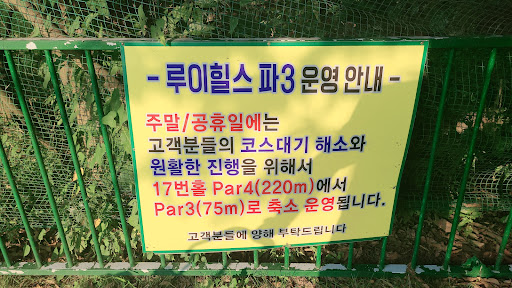 - 루이힐스 파3 운영 안내 -
주말/공휴일에는
고객분들의 코스대기 해소와
원활한 진행을 위해서
17번홀 Par4(220m)에서
Par3(75m)로 축소 운영됩니다.
고객분들에 양해 부탁드립니다